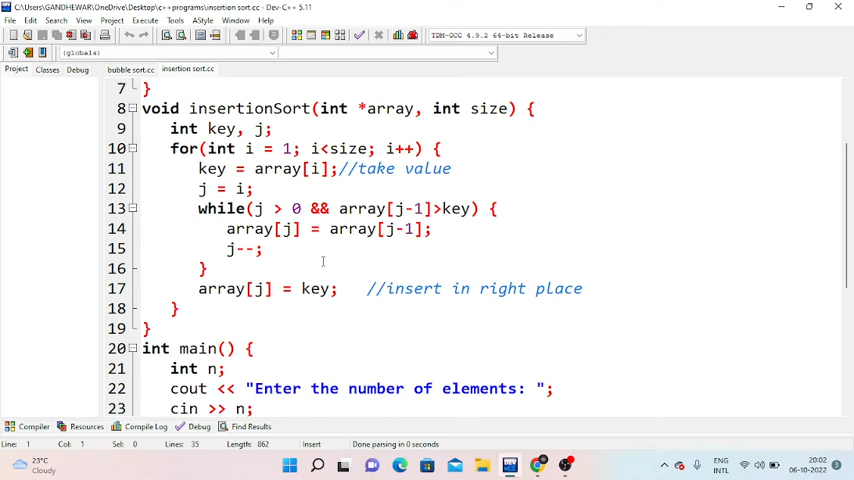 C:\Users\GANDHEWAR\OneDrive\Desktop\c++programs\insertion sort.cc - Dev-C++ 5.11
File Edit Search View Project Execute Tools AStyle Window Help
TDM-GCC 4.9.2 64-bit Release
(globals)
Project Classes Debug bubble sort.cc insertion sort.cc
7 }
8 void insertionSort(int *array, int size) {
9 int key, j;
10 for(int i = 1; i<size; i++) {
11 key = array[i];//take value
12 j = i;
13 while(j > 0 && array[j-1]>key) {
14 array[j] = array[j-1];
15 j--;
16 }
17 array[j] = key; //insert in right place
18 }
19 }
20 int main() {
21 int n;
22 cout << "Enter the number of elements: ";
23 cin >> n;
Compiler Resources Compile Log Debug Find Results
Line: 1 Col: 1 Sel: 0 Lines: 35 Length: 862 Insert Done parsing in 0 seconds
23°C
Cloudy
ENG
INTL
20:02
06-10-2022
3